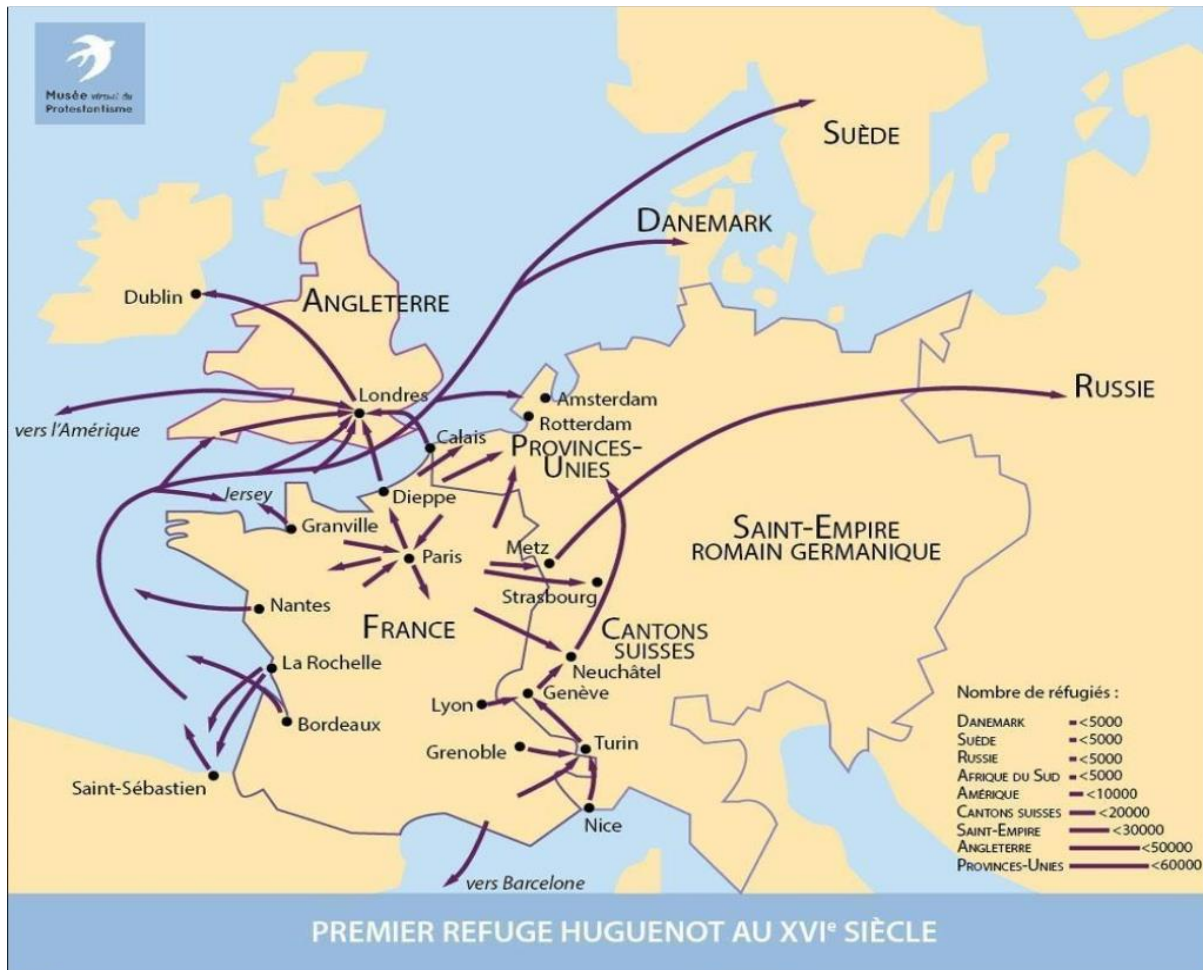 Musée virtuel du
Protestantisme
SUÈDE
DANEMARK
Dublin
ANGLETERRE
Londres
vers l'Amérique
Amsterdam
Rotterdam
RUSSIE
Calais
PROVINCES-
UNIES
Jersey
Dieppe
Granville
Paris
Metz
Strasbourg
SAINT-EMPIRE
ROMAIN GERMANIQUE
Nantes
FRANCE
CANTONS
SUISSES
Neuchâtel
La Rochelle
Genève
Lyon
Bordeaux
Grenoble
Turin
Saint-Sébastien
Nice
vers Barcelone
Nombre de réfugiés :
DANEMARK <5000
SUÈDE <5000
RUSSIE <5000
AFRIQUE DU SUD <5000
AMÉRIQUE <10000
CANTONS SUISSES <20000
SAINT-EMPIRE <30000
ANGLETERRE <50000
PROVINCES-UNIES <60000
PREMIER REFUGE HUGUENOT AU XVIe SIÈCLE